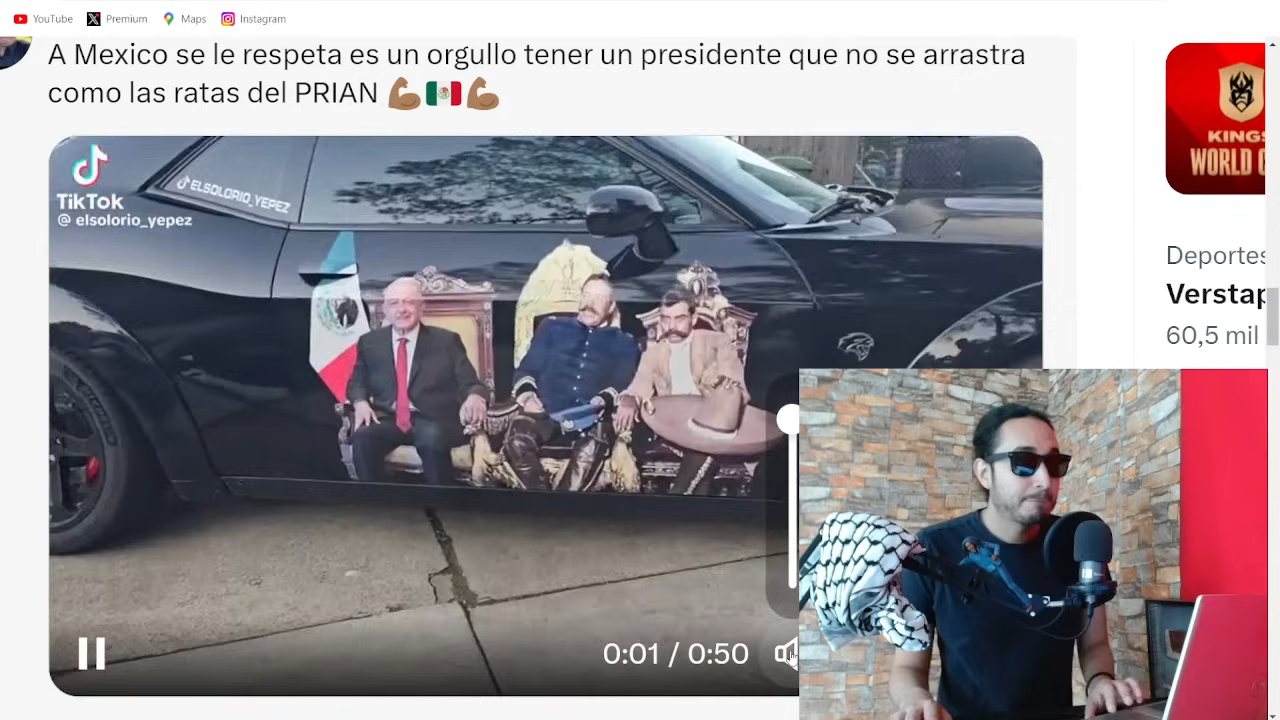 YouTube
Premium
Maps
Instagram
A Mexico se le respeta es un orgullo tener un presidente que no se arrastra
como las ratas del PRIAN
ELSOLORIO_YEPEZ
TikTok
@ elsolorio_yepez
KINGS
WORLD C
Deportes
Verstap
60,5 mil
0:01 / 0:50